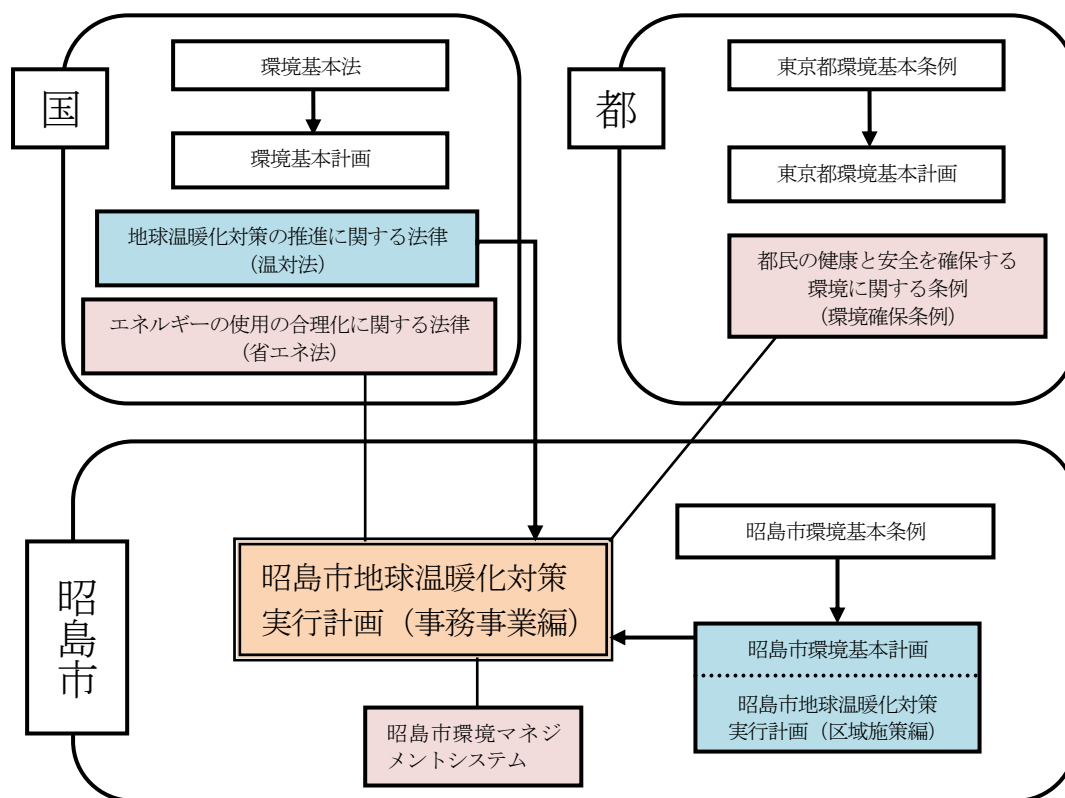 国
環境基本法
環境基本計画
地球温暖化対策の推進に関する法律
（温対法）
エネルギーの使用の合理化に関する法律
（省エネ法）
都
東京都環境基本条例
東京都環境基本計画
都民の健康と安全を確保する
環境に関する条例
（環境確保条例）
昭島市
昭島市地球温暖化対策
実行計画（事務事業編）
昭島市環境マネジ
メントシステム
昭島市環境基本条例
昭島市環境基本計画
昭島市地球温暖化対策
実行計画（区域施策編）